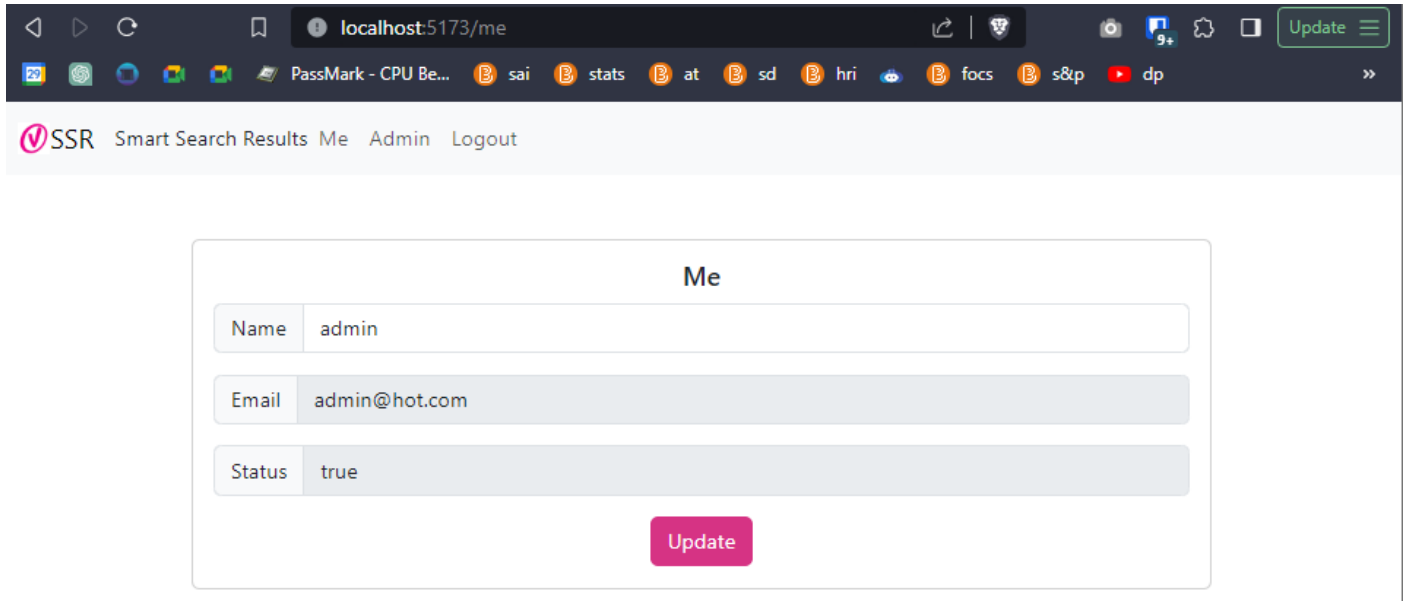 localhost:5173/me
Update
29 PassMark - CPU Be... B sai B stats B at B sd B hri B focs B s&p dp »
9+
V SSR Smart Search Results Me Admin Logout
Me
Name admin
Email admin@hot.com
Status true
Update